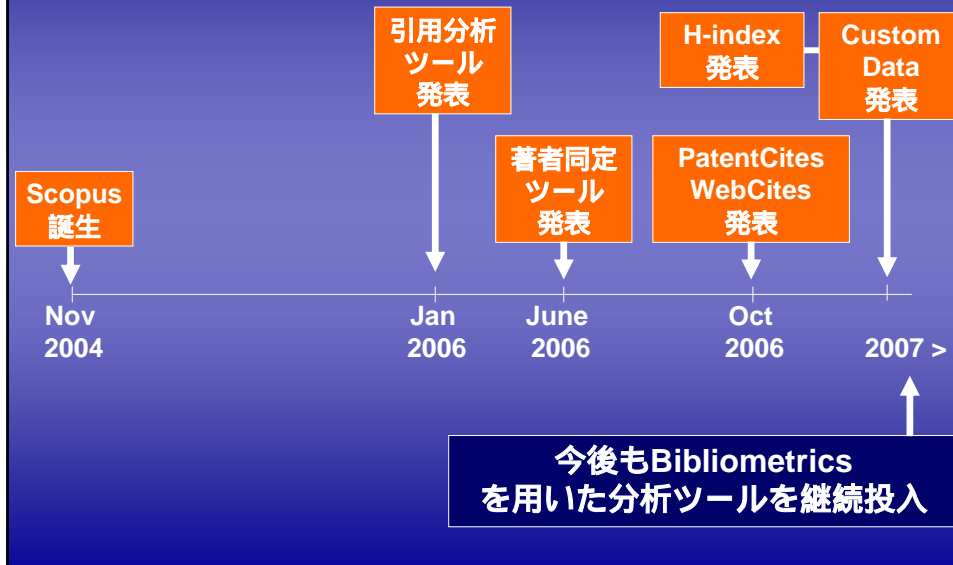 引用分析
ツール
発表
H-index
発表
Custom
Data
発表
著者同定
ツール
発表
PatentCites
WebCites
発表
Scopus
誕生
Nov
2004
Jan
2006
June
2006
Oct
2006
2007 >
今後もBibliometrics
を用いた分析ツールを継続投入